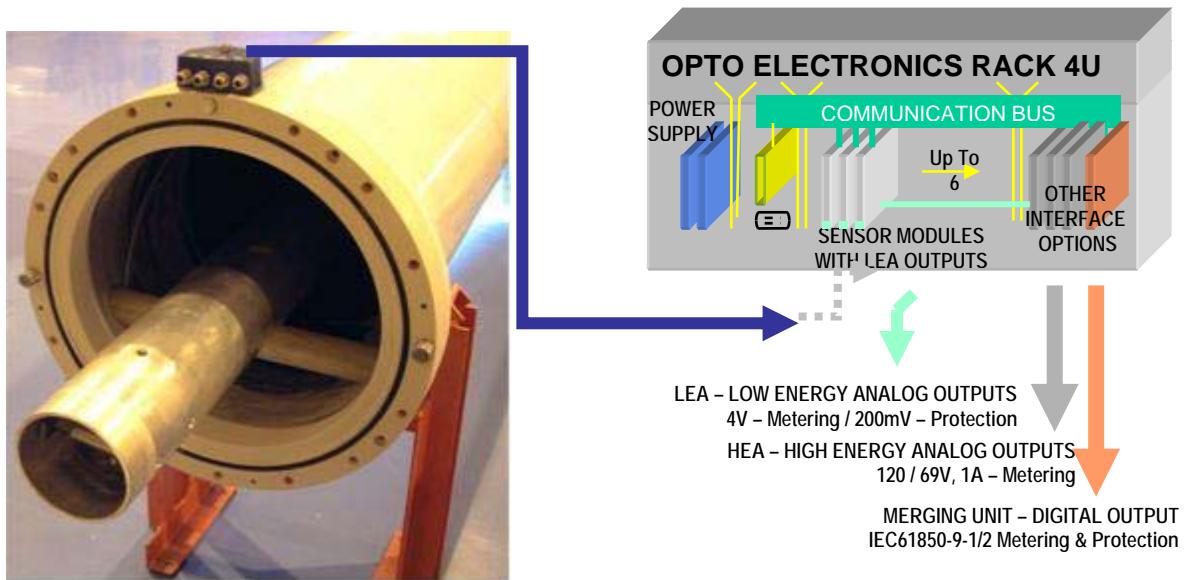 OPTO ELECTRONICS RACK 4U
POWER
SUPPLY
COMMUNICATION BUS
Up To
6
OTHER
INTERFACE
OPTIONS
SENSOR MODULES
WITH LEA OUTPUTS
LEA – LOW ENERGY ANALOG OUTPUTS
4V – Metering / 200mV – Protection
HEA – HIGH ENERGY ANALOG OUTPUTS
120 / 69V, 1A – Metering
MERGING UNIT – DIGITAL OUTPUT
IEC61850-9-1/2 Metering & Protection